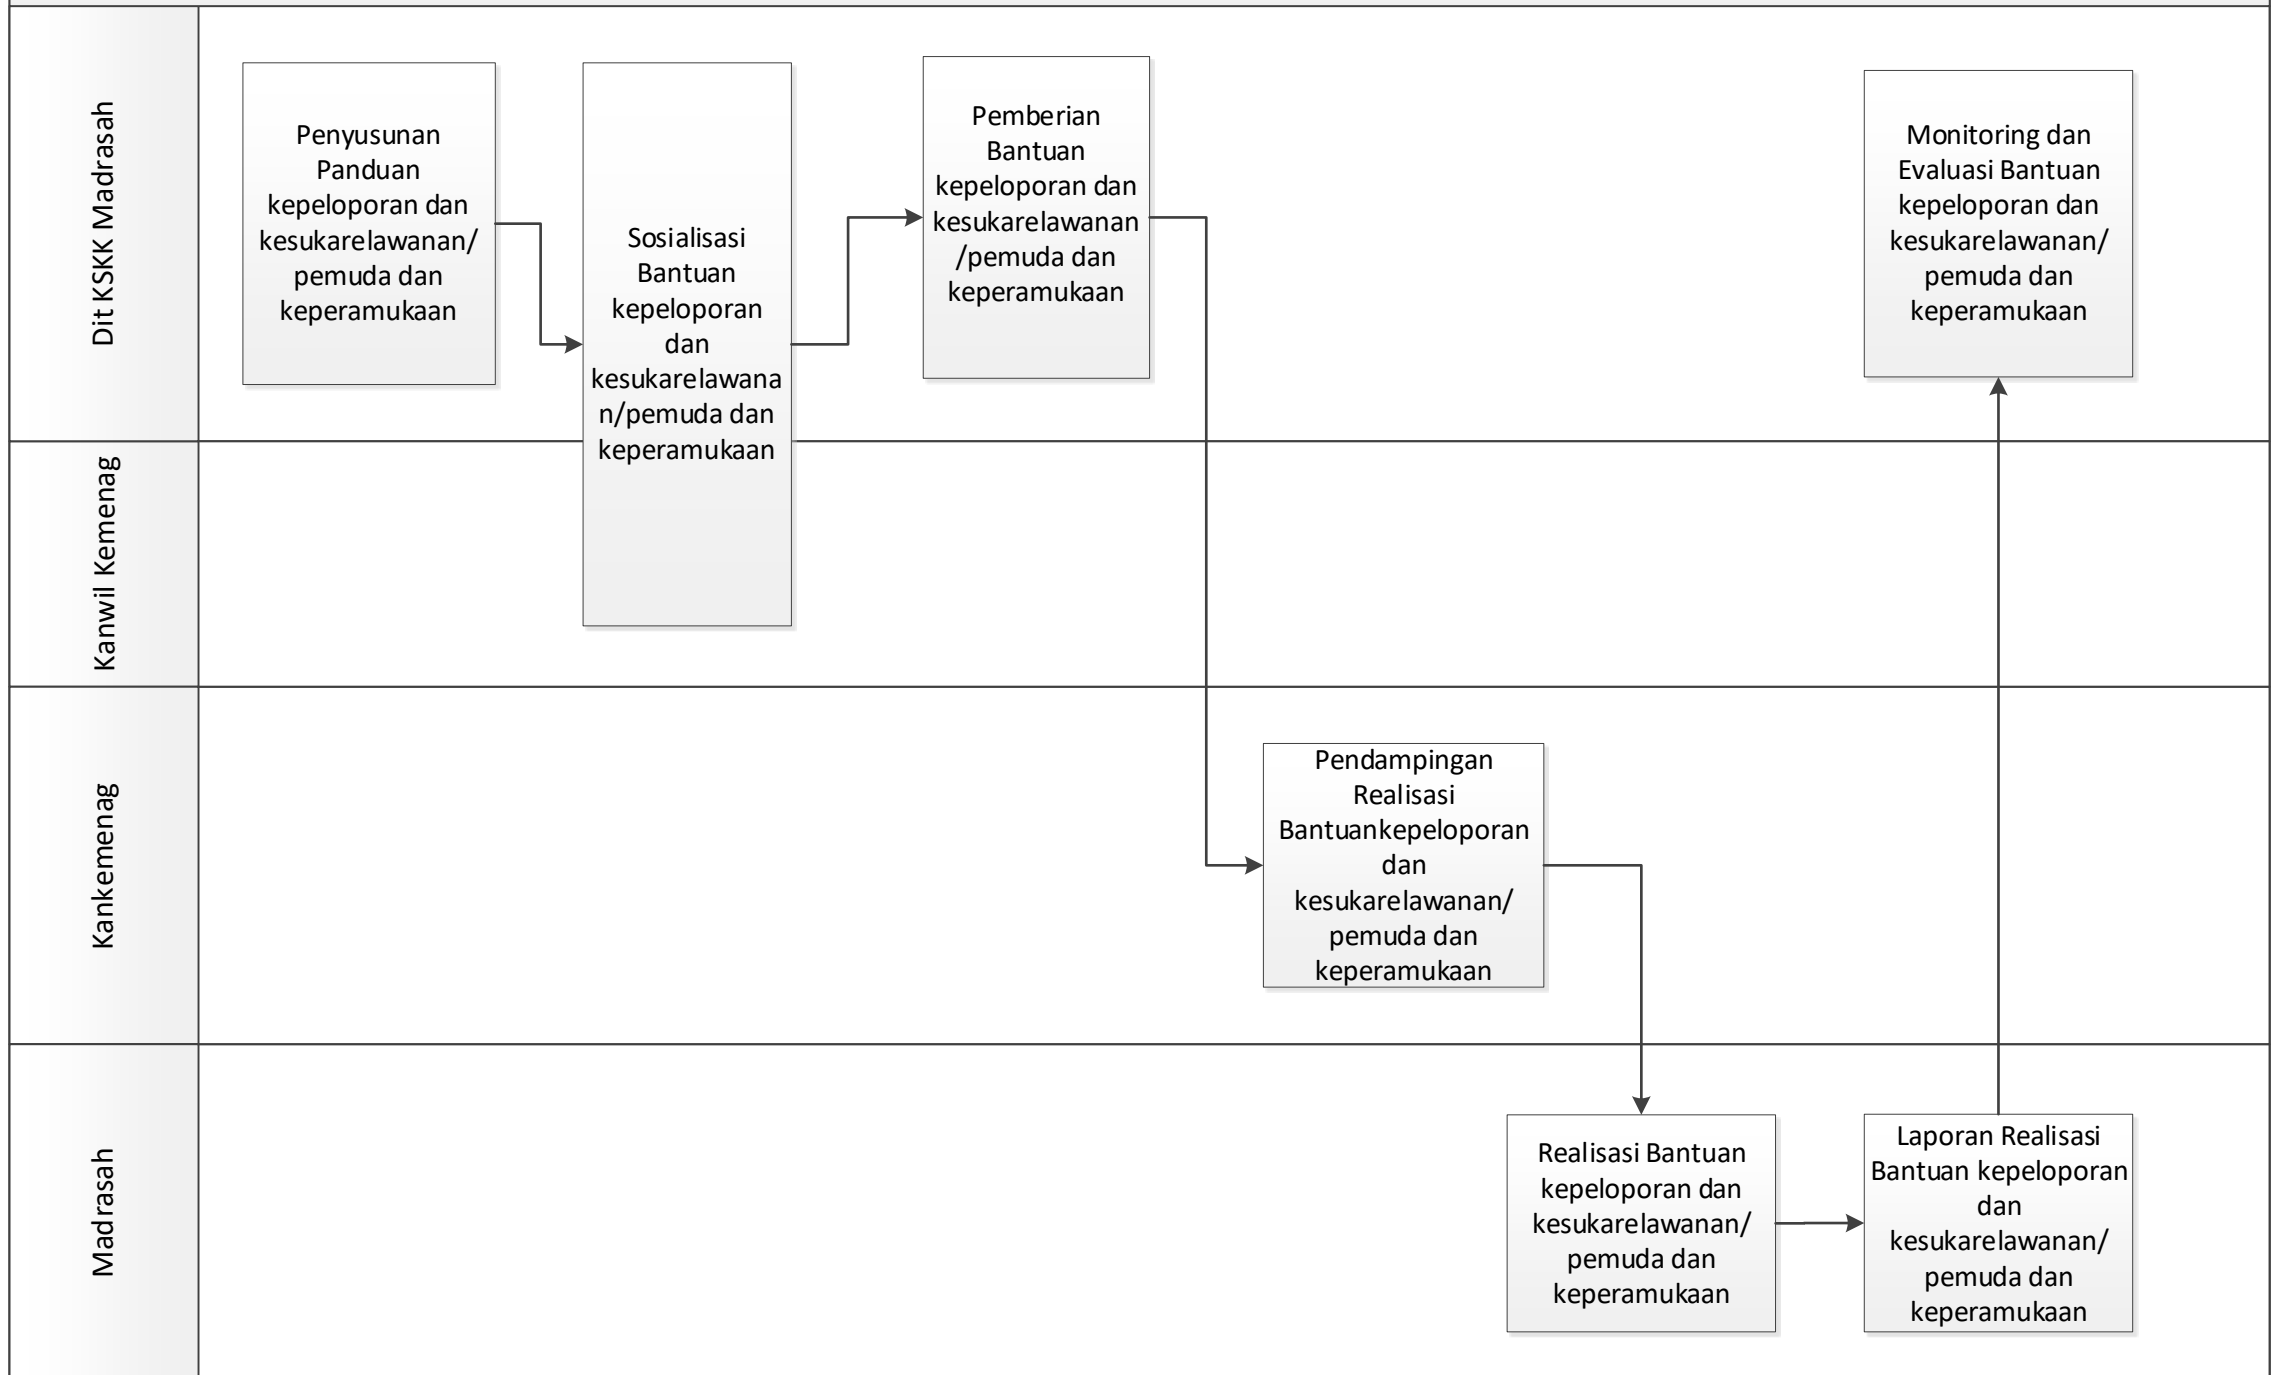 Dit KSKK Madrasah
Penyusunan
Panduan
kepeloporan dan
kesukarelawanan/
pemuda dan
keperamukaan
Sosialisasi
Bantuan
kepeloporan
dan
kesukarelawana
n/pemuda dan
keperamukaan
Pemberian
Bantuan
kepeloporan dan
kesukarelawanan
/pemuda dan
keperamukaan
Monitoring dan
Evaluasi Bantuan
kepeloporan dan
kesukarelawanan/
pemuda dan
keperamukaan
Kanwil Kemenag
Kankemenag
Pendampingan
Realisasi
Bantuankepeloporan
dan
kesukarelawanan/
pemuda dan
keperamukaan
Madrasah
Realisasi Bantuan
kepeloporan dan
kesukarelawanan/
pemuda dan
keperamukaan
Laporan Realisasi
Bantuan kepeloporan
dan
kesukarelawanan/
pemuda dan
keperamukaan